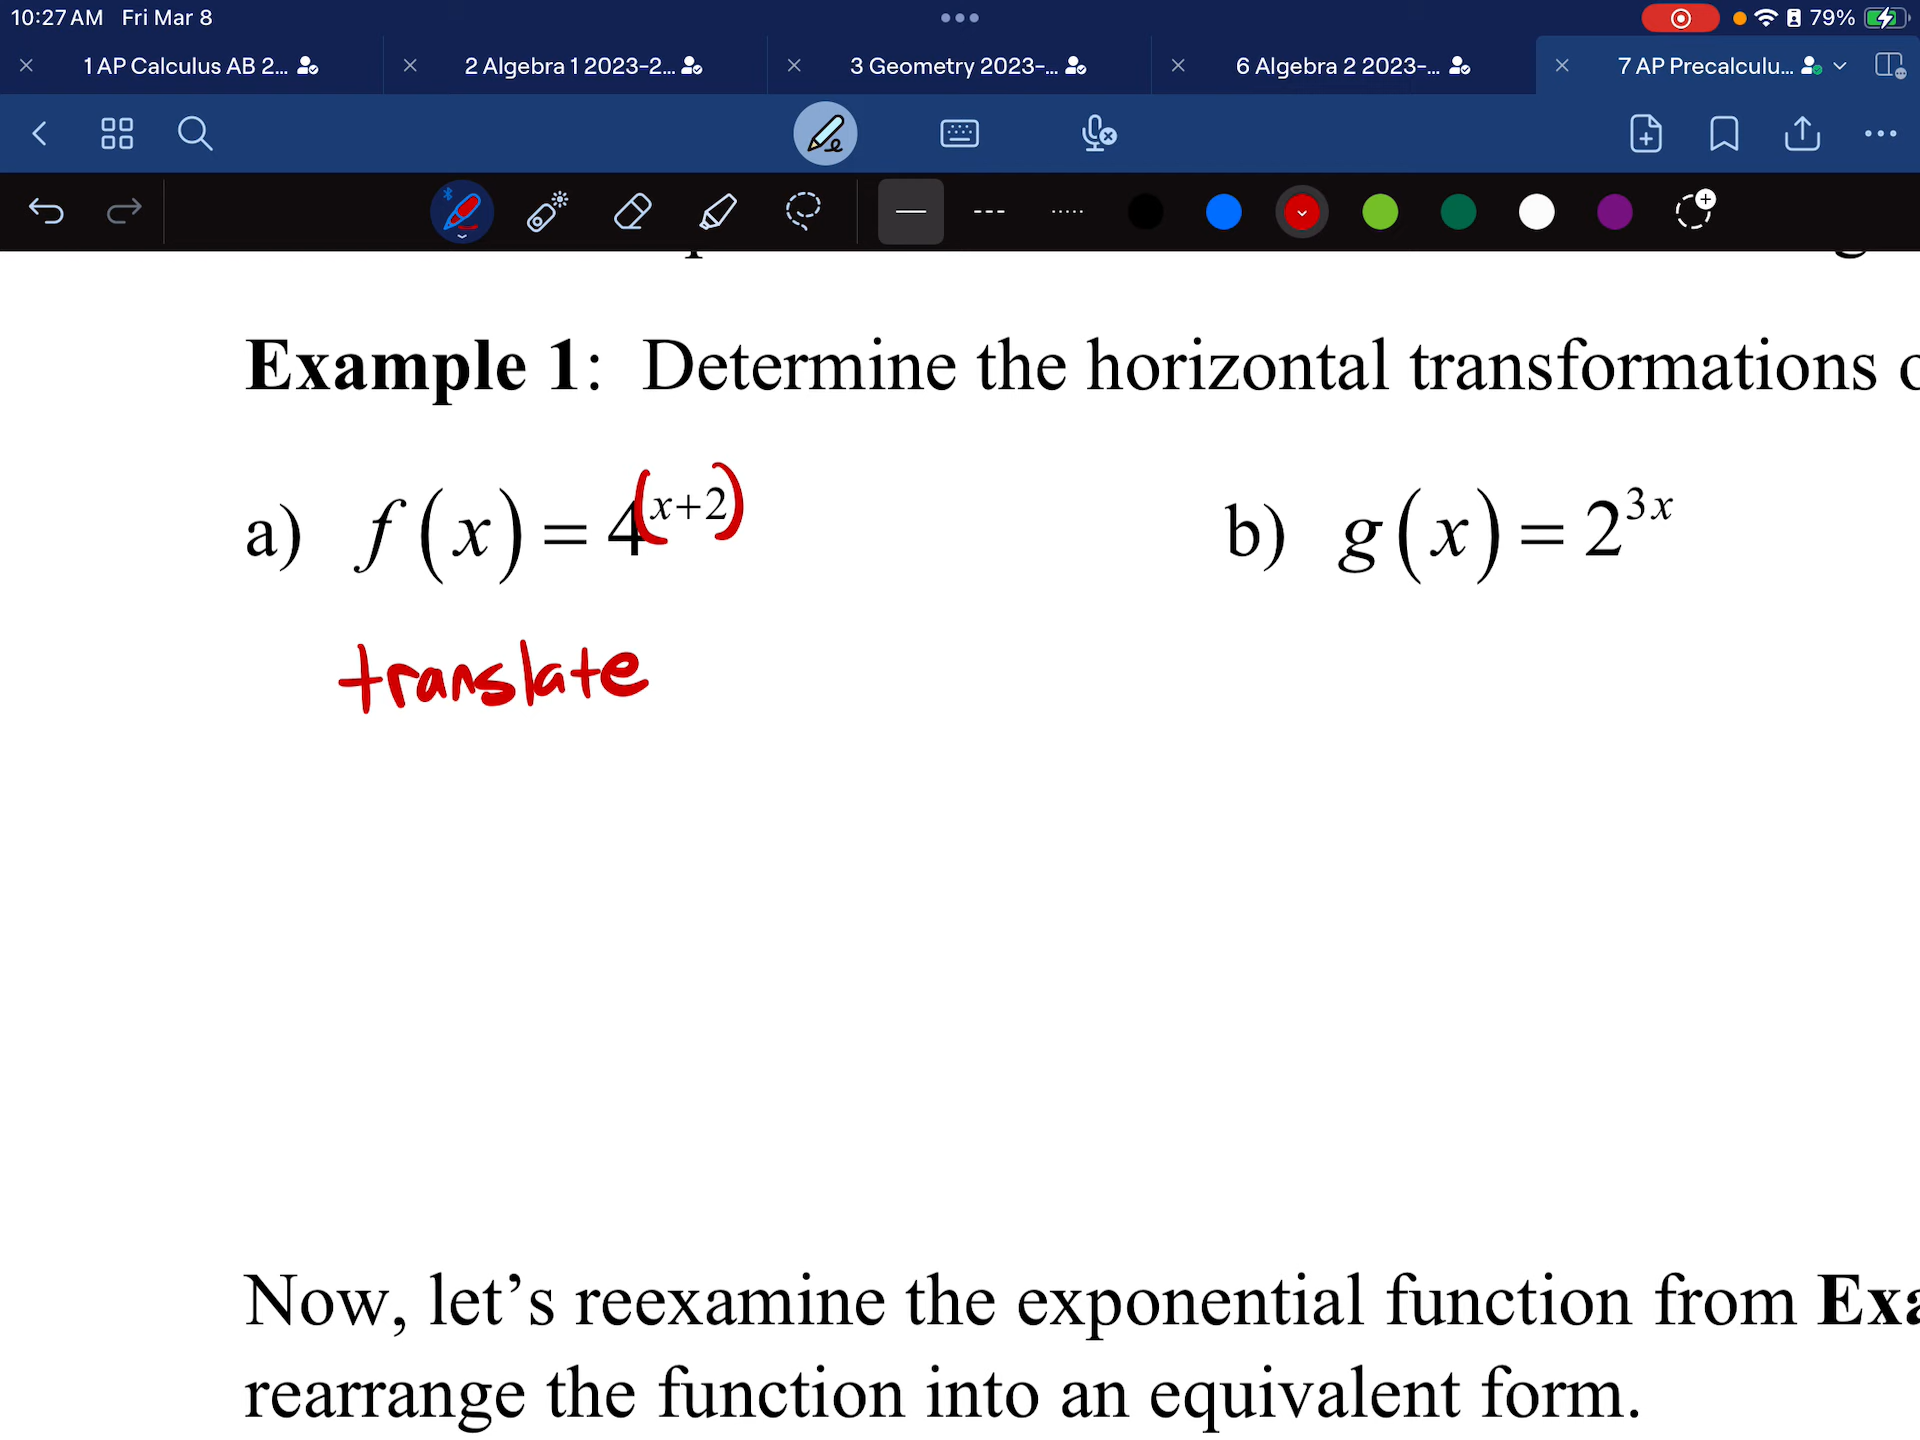 10:27 AM Fri Mar 8 79%
1 AP Calculus AB 2... 2 Algebra 1 2023-2... 3 Geometry 2023-... 6 Algebra 2 2023-... 7 AP Precalculu...
Example 1: Determine the horizontal transformations
a) f(x) = 4^(x+2) b) g(x) = 2^3x
translate
Now, let's reexamine the exponential function from Exa
rearrange the function into an equivalent form.